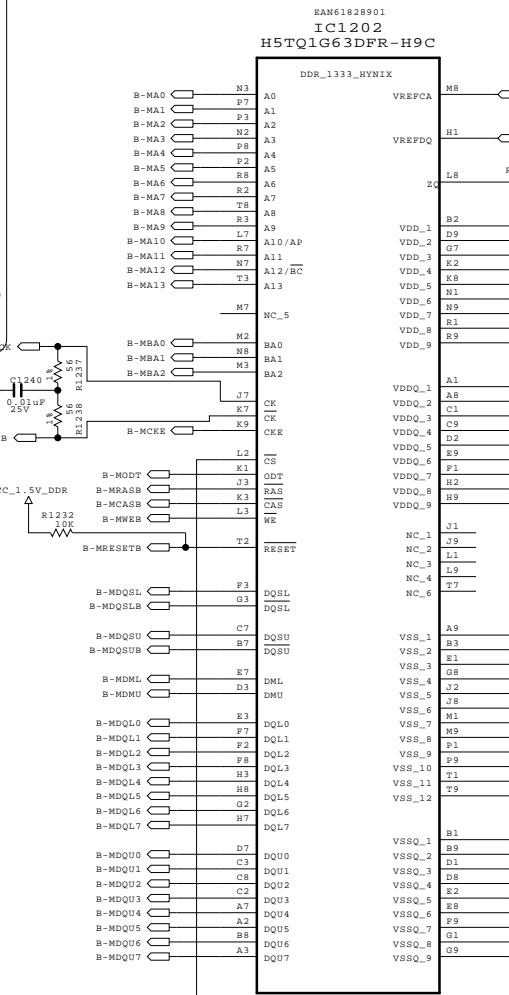 EAN61828901
IC1202
H5TQ1G63DFR-H9C
DDR_1333_HYNIX
B-MA0 N3 A0
B-MA1 P7 A1
B-MA2 P3 A2
B-MA3 N2 A3
B-MA4 P8 A4
B-MA5 P2 A5
B-MA6 R8 A6
B-MA7 R2 A7
B-MA8 T8 A8
B-MA9 R3 A9
B-MA10 L7 A10/AP
B-MA11 R7 A11
B-MA12 N7 A12/BC
B-MA13 T3 A13
M7 NC_5
B-MBA0 M2 BA0
B-MBA1 N8 BA1
B-MBA2 M3 BA2
J7 CK
K7 CK
B-MCKE K9 CKE
L2 CS
B-MODT K1 ODT
B-MRASB J3 RAS
B-MCASB K3 CAS
B-MWEB L3 WE
B-MRESETB T2 RESET
B-MDQSL F3 DQSL
B-MDQSLB G3 DQSL
B-MDQSU C7 DQSU
B-MDQSUB B7 DQSU
B-MDML E7 DML
B-MDMU D3 DMU
B-MDQL0 E3 DQL0
B-MDQL1 F7 DQL1
B-MDQL2 F2 DQL2
B-MDQL3 F8 DQL3
B-MDQL4 H3 DQL4
B-MDQL5 H8 DQL5
B-MDQL6 G2 DQL6
B-MDQL7 H7 DQL7
B-MDQU0 D7 DQU0
B-MDQU1 C3 DQU1
B-MDQU2 C8 DQU2
B-MDQU3 C2 DQU3
B-MDQU4 A7 DQU4
B-MDQU5 A2 DQU5
B-MDQU6 B8 DQU6
B-MDQU7 A3 DQU7
VREFCA M8
VREFDQ H1
ZQ L8
VDD_1 B2
VDD_2 D9
VDD_3 G7
VDD_4 K2
VDD_5 K8
VDD_6 N1
VDD_7 N9
VDD_8 R1
VDD_9 R9
VDDQ_1 A1
VDDQ_2 A8
VDDQ_3 C1
VDDQ_4 C9
VDDQ_5 D2
VDDQ_6 E9
VDDQ_7 F1
VDDQ_8 H2
VDDQ_9 H9
NC_1 J1
NC_2 J9
NC_3 L1
NC_4 L9
NC_6 T7
VSS_1 A9
VSS_2 B3
VSS_3 E1
VSS_4 G8
VSS_5 J2
VSS_6 J8
VSS_7 M1
VSS_8 M9
VSS_9 P1
VSS_10 P9
VSS_11 T1
VSS_12 T9
VSSQ_1 B1
VSSQ_2 B9
VSSQ_3 D1
VSSQ_4 D8
VSSQ_5 E2
VSSQ_6 E8
VSSQ_7 F9
VSSQ_8 G1
VSSQ_9 G9
R1237
56
1%
C1240
0.01uF
25V
R1238
56
1%
C_1.5V_DDR
R1232
10K